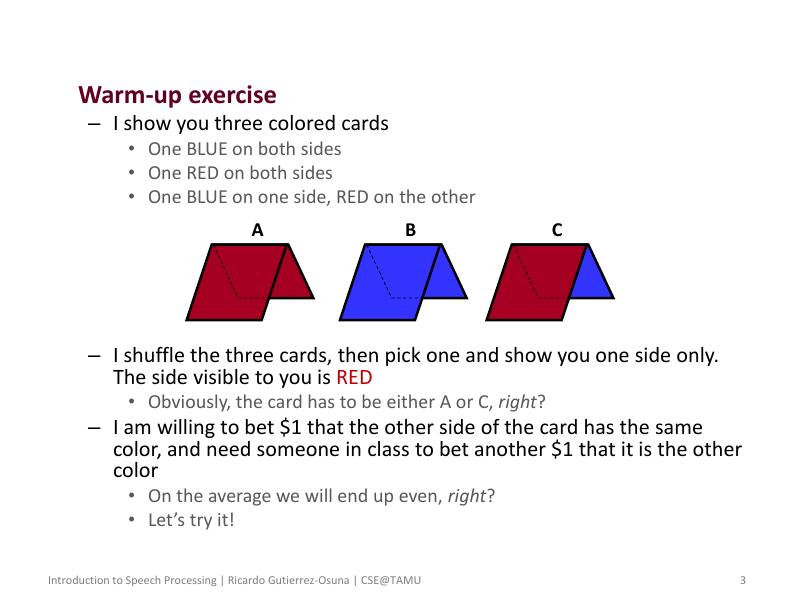 Warm-up exercise
– I show you three colored cards
• One BLUE on both sides
• One RED on both sides
• One BLUE on one side, RED on the other
A B C
– I shuffle the three cards, then pick one and show you one side only.
The side visible to you is RED
• Obviously, the card has to be either A or C, right?
– I am willing to bet $1 that the other side of the card has the same
color, and need someone in class to bet another $1 that it is the other
color
• On the average we will end up even, right?
• Let's try it!
Introduction to Speech Processing | Ricardo Gutierrez-Osuna | CSE@TAMU 3